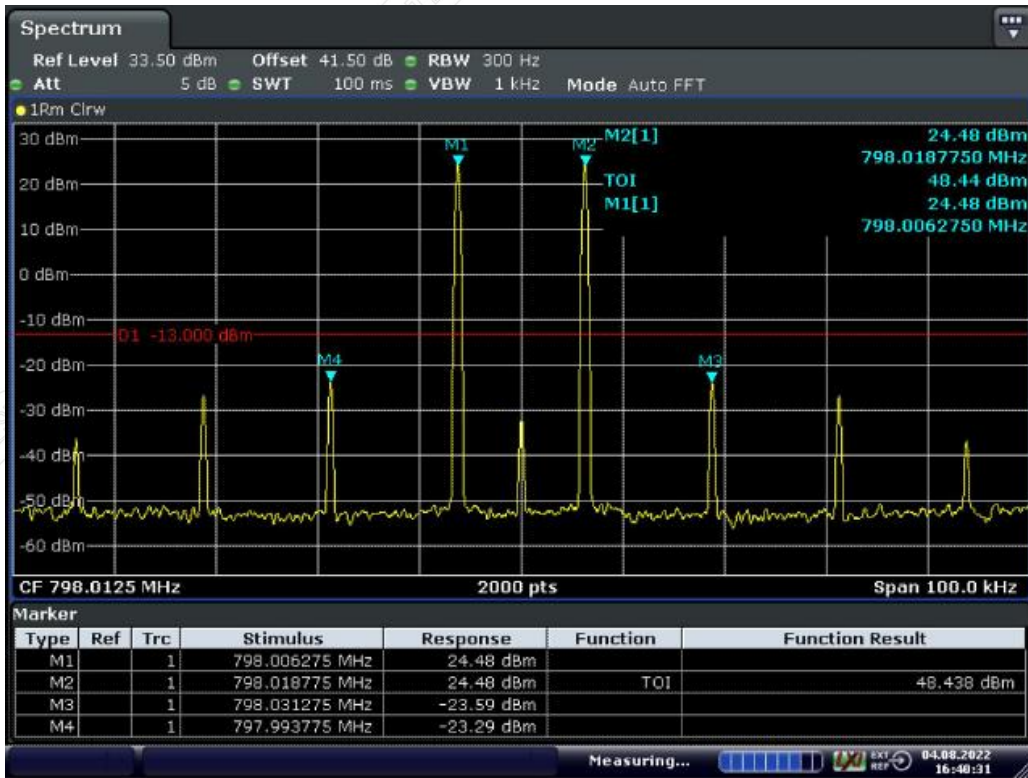 Spectrum
Ref Level 33.50 dBm Offset 41.50 dB RBW 300 Hz
Att 5 dB SWT 100 ms VBW 1 kHz Mode Auto FFT
1Rm Clrw
30 dBm
M1
M2
M2[1] 24.48 dBm
798.0187750 MHz
20 dBm
TOI 48.44 dBm
M1[1] 24.48 dBm
10 dBm
798.0062750 MHz
0 dBm
-10 dBm
D1 -13.000 dBm
-20 dBm
M4
M3
-30 dBm
-40 dBm
-50 dBm
-60 dBm
CF 798.0125 MHz 2000 pts Span 100.0 kHz
Marker
Type Ref Trc Stimulus Response Function Function Result
M1 1 798.006275 MHz 24.48 dBm
M2 1 798.018775 MHz 24.48 dBm TOI 48.438 dBm
M3 1 798.031275 MHz -23.59 dBm
M4 1 797.993775 MHz -23.29 dBm
Measuring... LXI EXT REF 04.08.2022
16:40:31